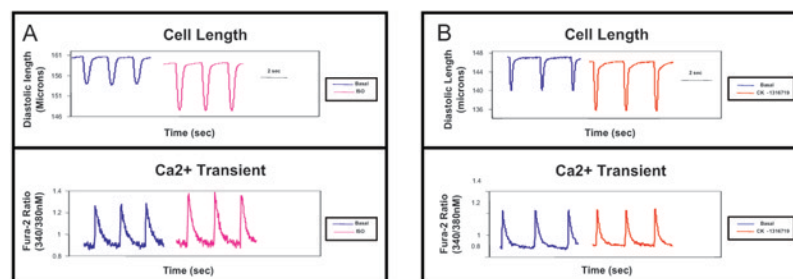 A
Cell Length
Diastolic length
(Microns)
161
156
151
146
2 sec
Basal
ISO
Time (sec)
Ca2+ Transient
Fura-2 Ratio
(340/380nM)
1.4
1.2
1
0.8
Basal
ISO
Time (sec)
B
Cell Length
Diastolic length
(microns)
148
144
140
136
2 sec
Basal
CK -1316719
Time (sec)
Ca2+ Transient
Fura-2 Ratio
(340/380nM)
1.4
1.2
1
0.8
Basal
CK -1316719
Time (sec)